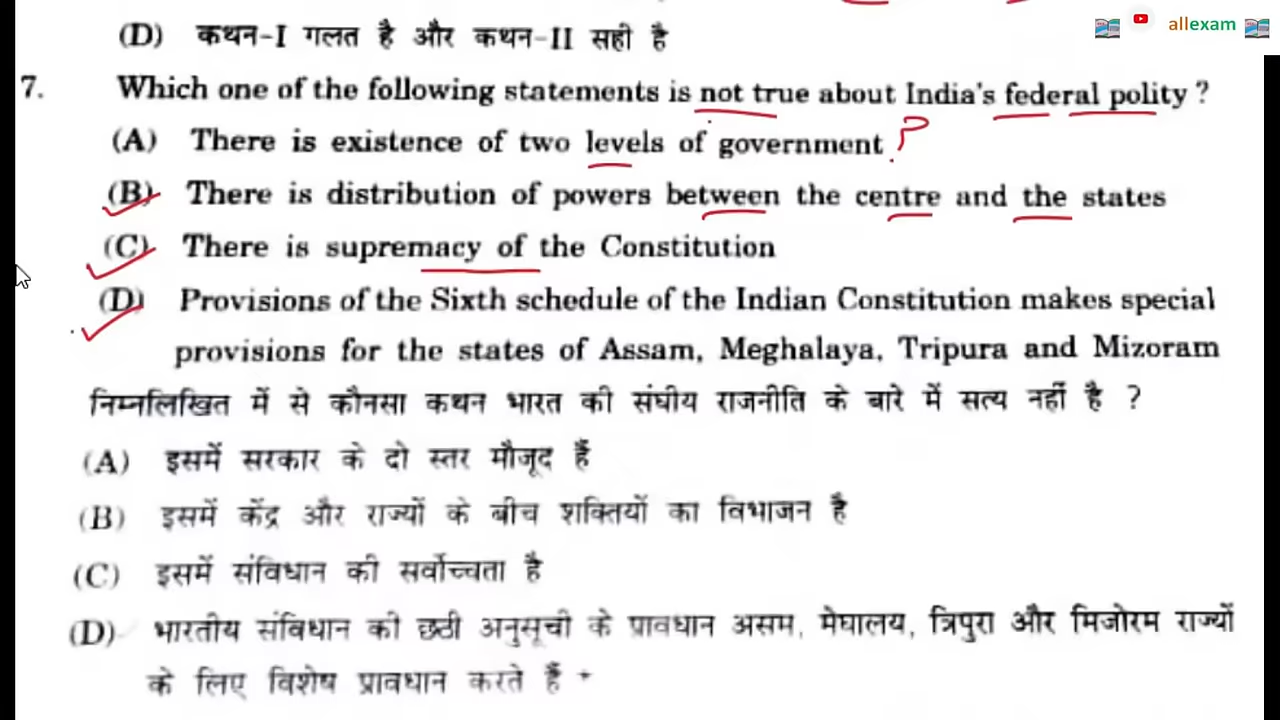 allexam
(D) कथन-I गलत है और कथन-II सही है
7. Which one of the following statements is not true about India's federal polity ?
(A) There is existence of two levels of government
(B) There is distribution of powers between the centre and the states
(C) There is supremacy of the Constitution
(D) Provisions of the Sixth schedule of the Indian Constitution makes special
provisions for the states of Assam, Meghalaya, Tripura and Mizoram
निम्नलिखित में से कौनसा कथन भारत की संघीय राजनीति के बारे में सत्य नहीं है ?
(A) इसमें सरकार के दो स्तर मौजूद हैं
(B) इसमें केंद्र और राज्यों के बीच शक्तियों का विभाजन है
(C) इसमें संविधान की सर्वोच्चता है
(D) भारतीय संविधान की छठी अनुसूची के प्रावधान असम, मेघालय, त्रिपुरा और मिजोरम राज्यों
के लिए विशेष प्रावधान करते हैं